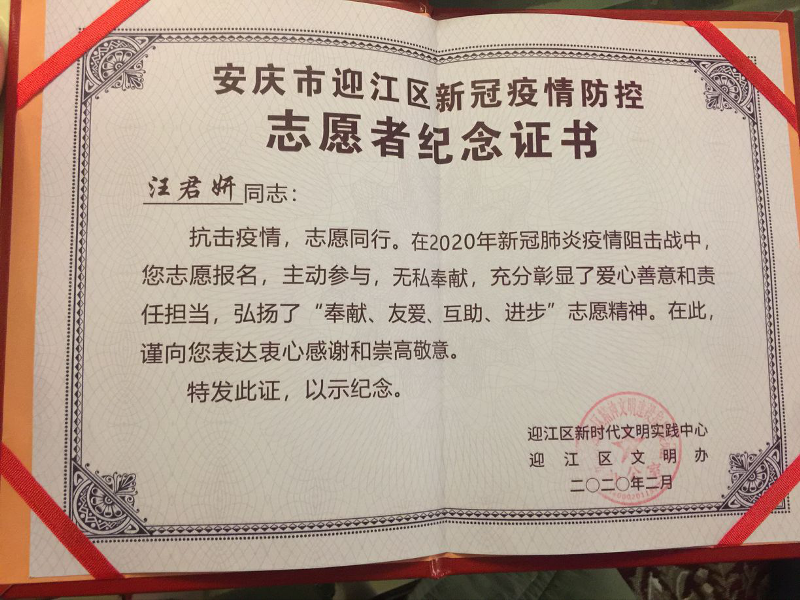 安庆市迎江区新冠疫情防控
志愿者纪念证书
汪君妍同志：
抗击疫情，志愿同行。在2020年新冠肺炎疫情阻击战中，
您志愿报名，主动参与，无私奉献，充分彰显了爱心善意和责
任担当，弘扬了“奉献、友爱、互助、进步”志愿精神。在此，
谨向您表达衷心感谢和崇高敬意。
特发此证，以示纪念。
迎江区新时代文明实践中心
迎江区文明办
二〇二〇年二月